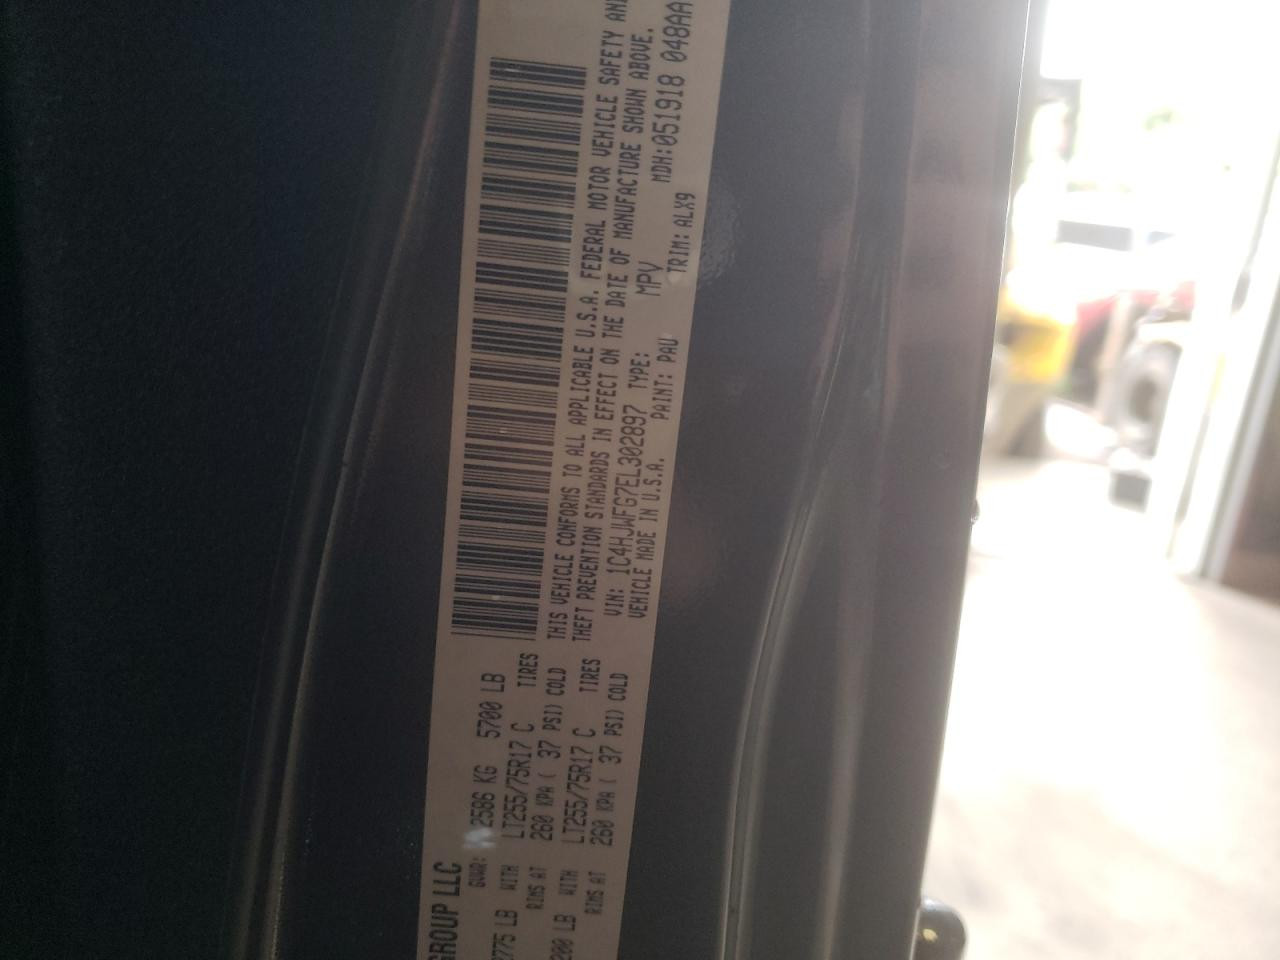 GROUP LLC
GVWR: 2586 KG 5700 LB
2775 LB WITH LT255/75R17 C TIRES
RIMS AT 260 KPA ( 37 PSI) COLD
200 LB WITH LT255/75R17 C TIRES
RIMS AT 260 KPA ( 37 PSI) COLD
THIS VEHICLE CONFORMS TO ALL APPLICABLE U.S.A. FEDERAL MOTOR VEHICLE SAFETY AND
THEFT PREVENTION STANDARDS IN EFFECT ON THE DATE OF MANUFACTURE SHOWN ABOVE.
VIN: 1C4HJWFG7EL302897 TYPE: MPV MDH:051918 048AA
VEHICLE MADE IN U.S.A. PAINT: PAU TRIM: ALX9